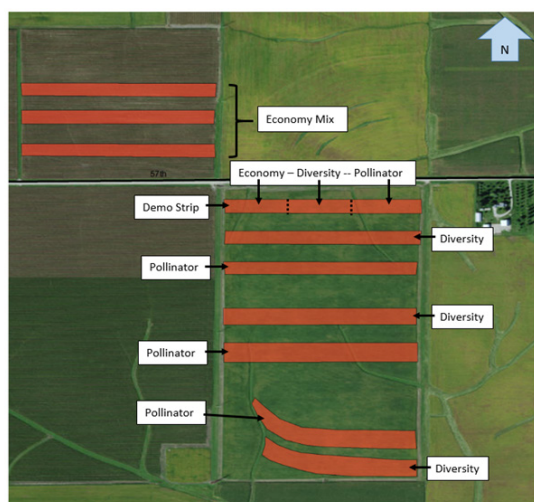 N
Economy Mix
57th
Economy – Diversity -- Pollinator
Demo Strip
Diversity
Pollinator
Diversity
Pollinator
Pollinator
Diversity